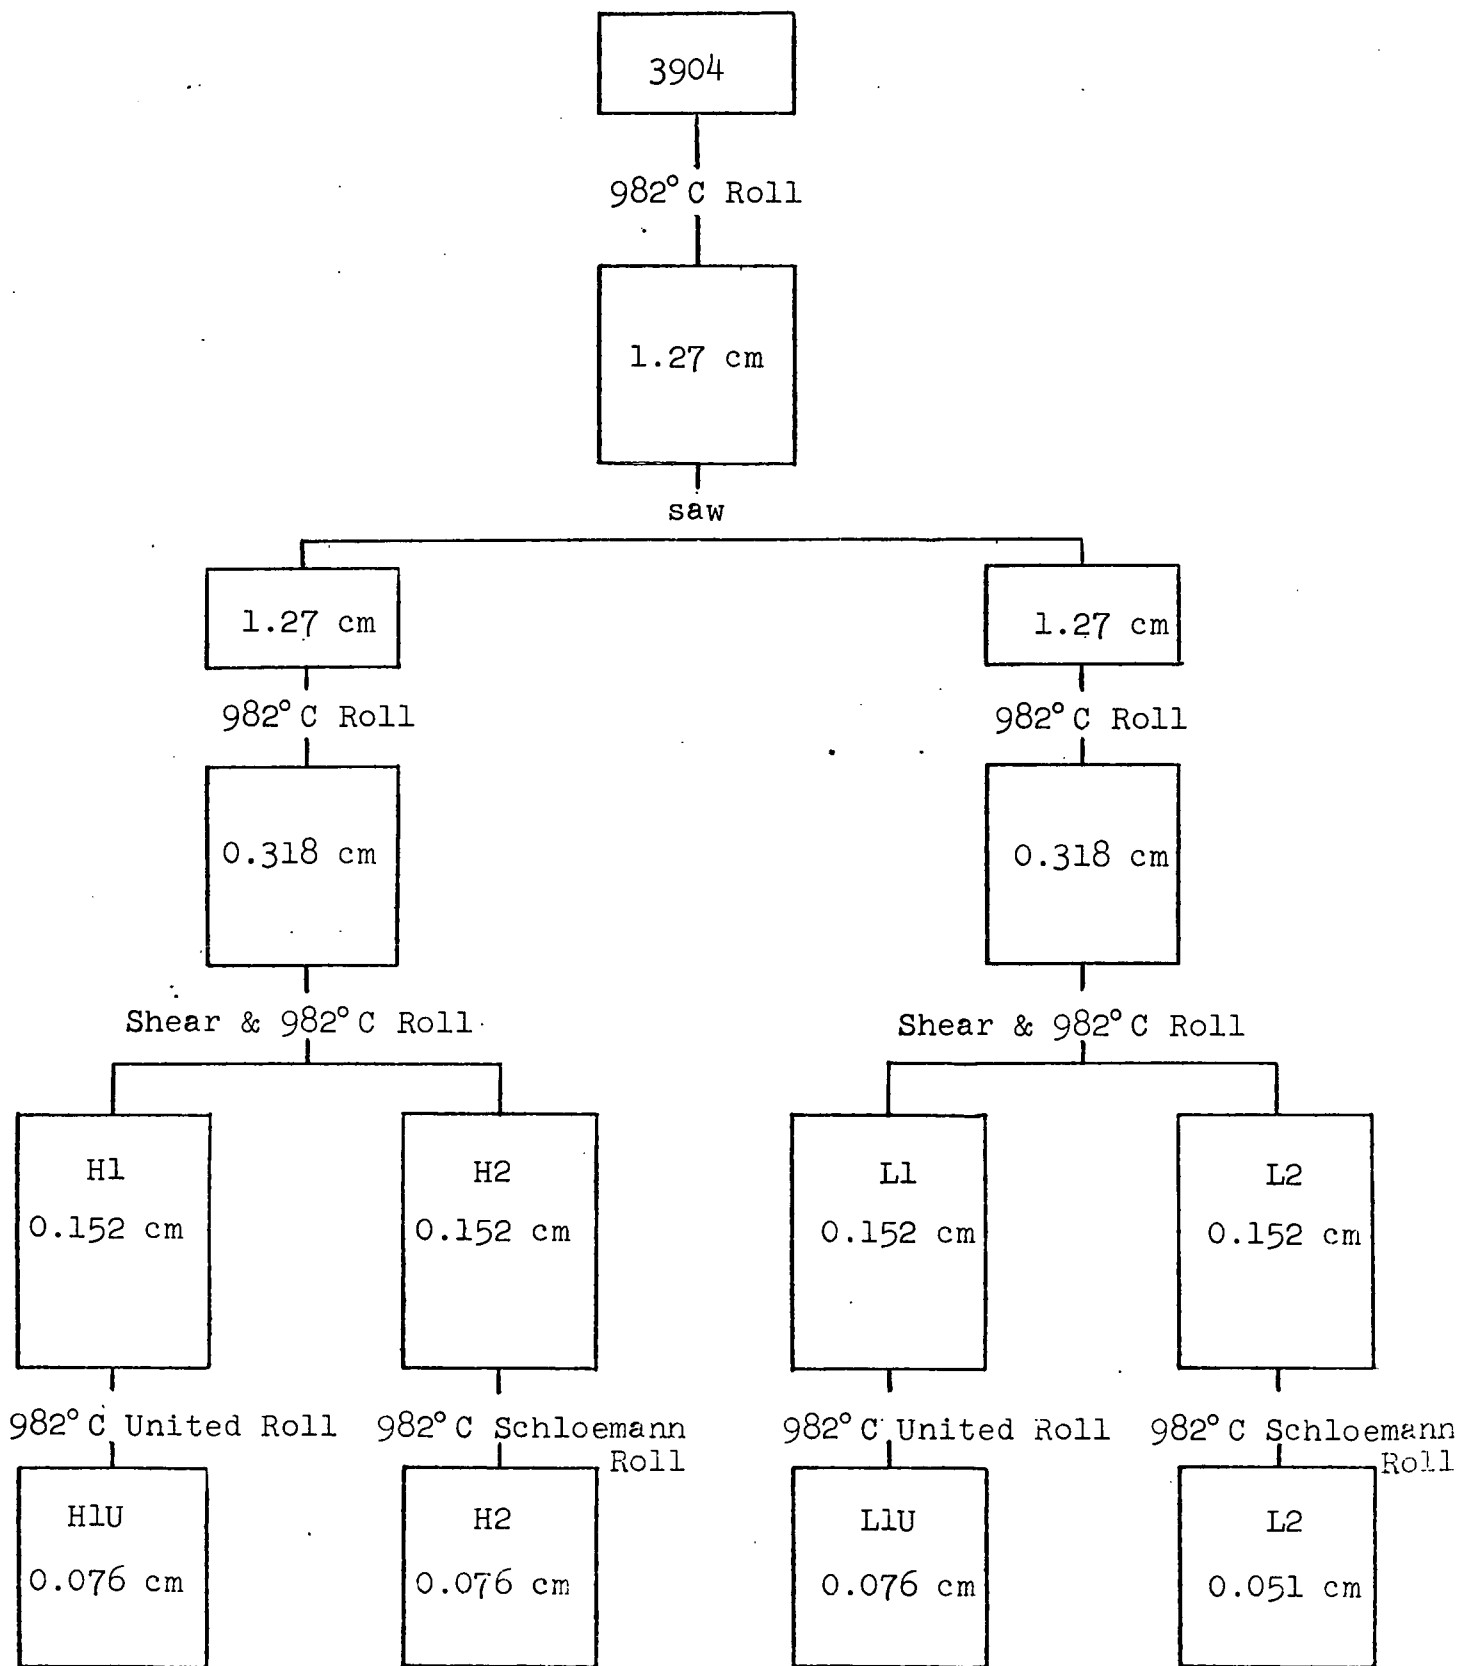 3904
982°C Roll
1.27 cm
saw
1.27 cm
1.27 cm
982°C Roll
982°C Roll
0.318 cm
0.318 cm
Shear & 982°C Roll
Shear & 982°C Roll
H1
0.152 cm
H2
0.152 cm
L1
0.152 cm
L2
0.152 cm
982°C United Roll
982°C Schloemann
Roll
982°C United Roll
982°C Schloemann
Roll
H1U
0.076 cm
H2
0.076 cm
L1U
0.076 cm
L2
0.051 cm